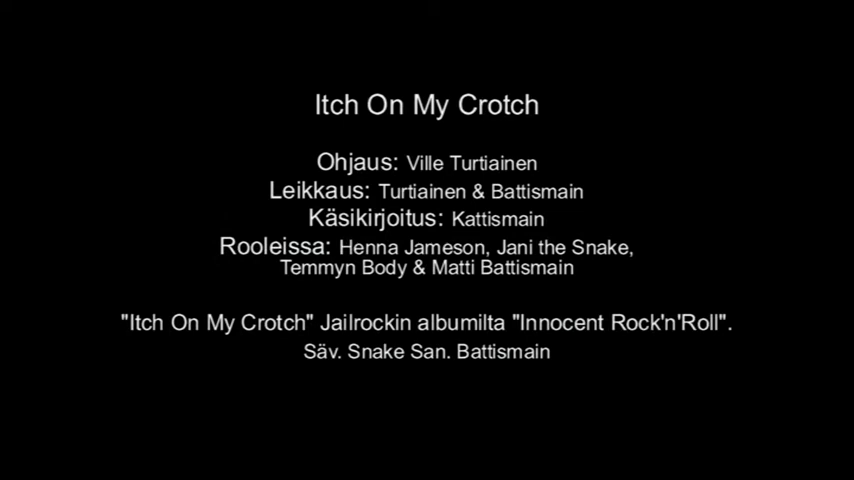 Itch On My Crotch
Ohjaus: Ville Turtiainen
Leikkaus: Turtiainen & Battismain
Käsikirjoitus: Kattismain
Rooleissa: Henna Jameson, Jani the Snake,
Temmyn Body & Matti Battismain
"Itch On My Crotch" Jailrockin albumilta "Innocent Rock'n'Roll".
Säv. Snake San. Battismain